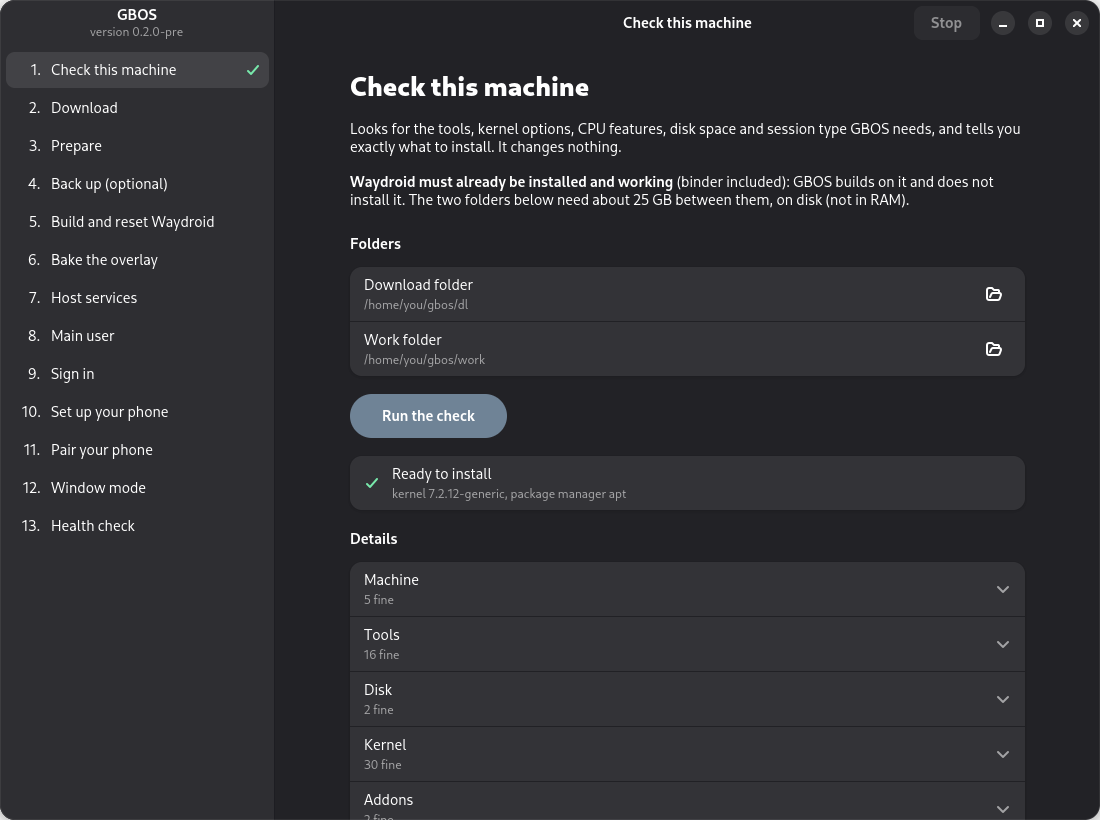 GBOS
version 0.2.0-pre
1. Check this machine
2. Download
3. Prepare
4. Back up (optional)
5. Build and reset Waydroid
6. Bake the overlay
7. Host services
8. Main user
9. Sign in
10. Set up your phone
11. Pair your phone
12. Window mode
13. Health check
Check this machine
Stop
Check this machine
Looks for the tools, kernel options, CPU features, disk space and session type GBOS needs, and tells you
exactly what to install. It changes nothing.
Waydroid must already be installed and working (binder included): GBOS builds on it and does not
install it. The two folders below need about 25 GB between them, on disk (not in RAM).
Folders
Download folder
/home/you/gbos/dl
Work folder
/home/you/gbos/work
Run the check
Ready to install
kernel 7.2.12-generic, package manager apt
Details
Machine
5 fine
Tools
16 fine
Disk
2 fine
Kernel
30 fine
Addons